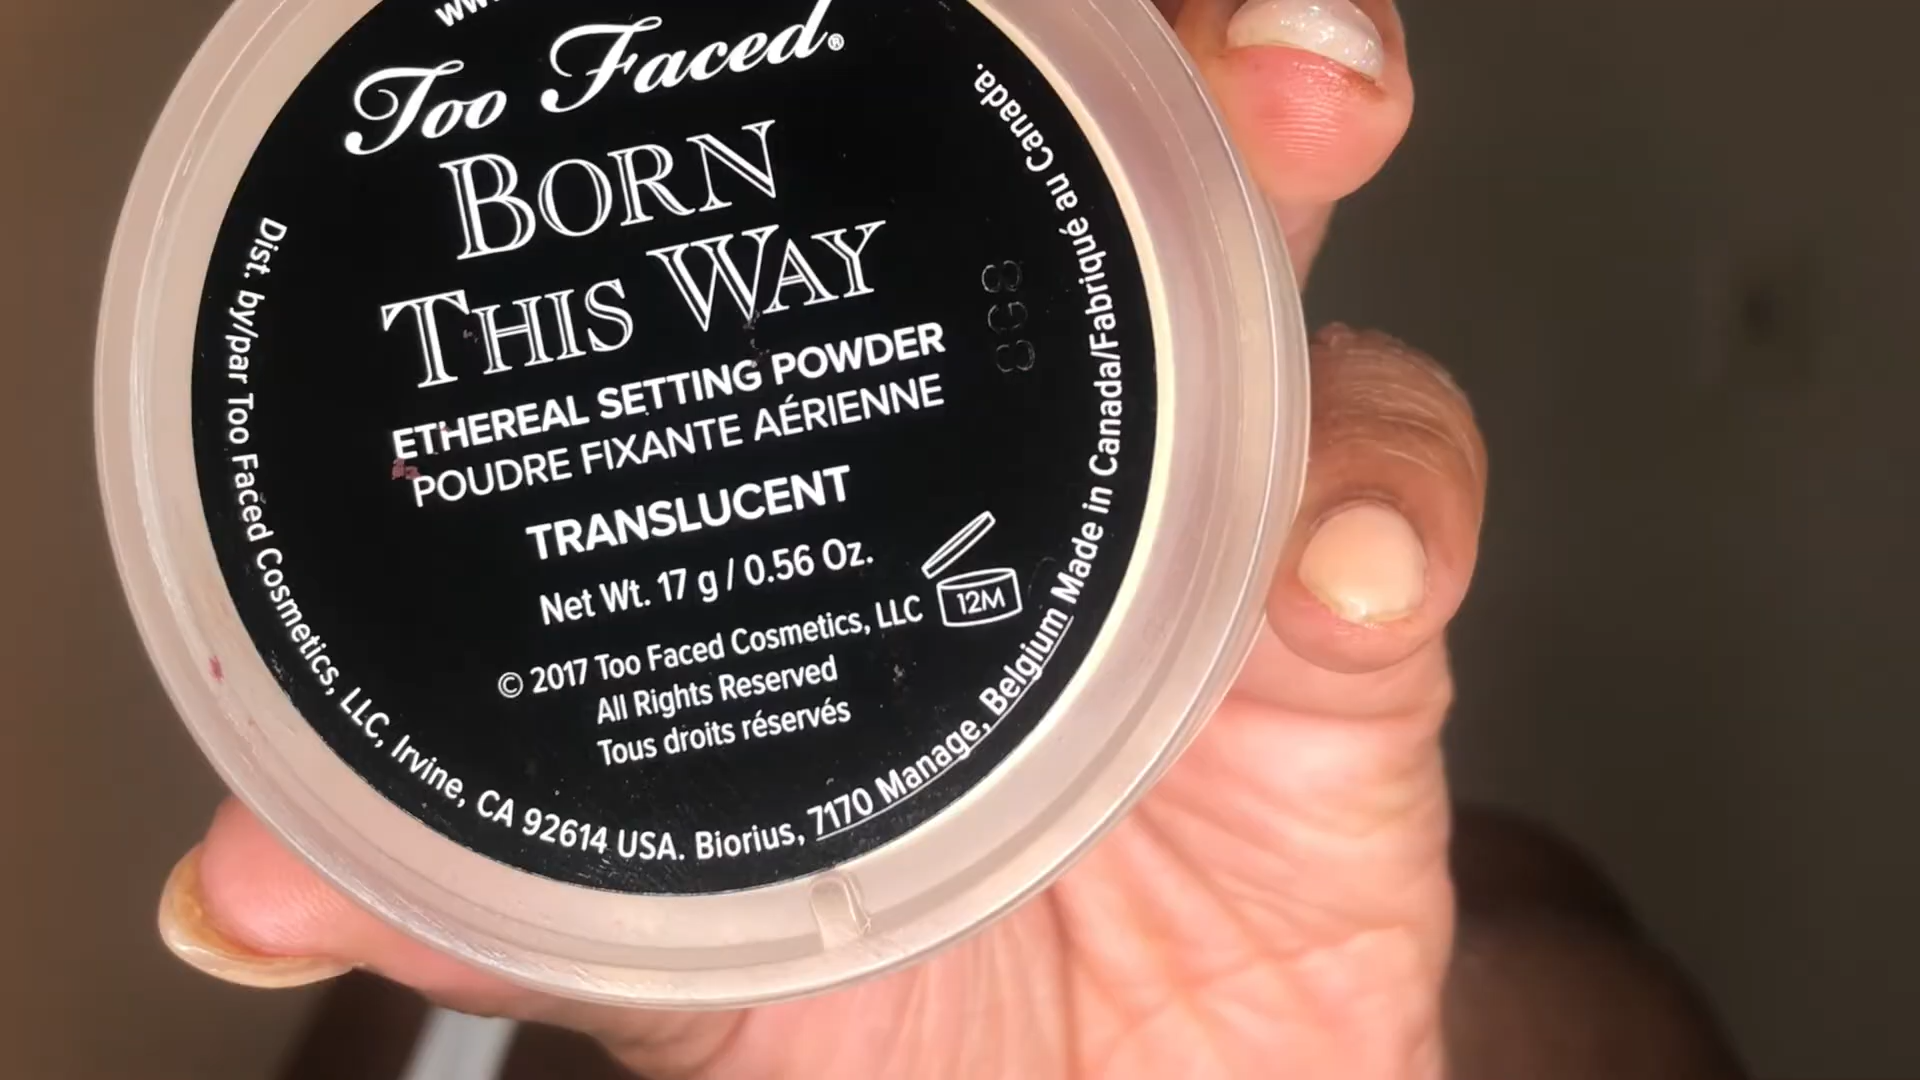 Too Faced®
BORN
THIS WAY
ETHEREAL SETTING POWDER
POUDRE FIXANTE AÉRIENNE
TRANSLUCENT
Net Wt. 17 g / 0.56 Oz.
12M
© 2017 Too Faced Cosmetics, LLC
All Rights Reserved
Tous droits réservés
Dist. by/par Too Faced Cosmetics, LLC, Irvine, CA 92614 USA. Biorius, 7170 Manage, Belgium Made in Canada/Fabriqué au Canada.